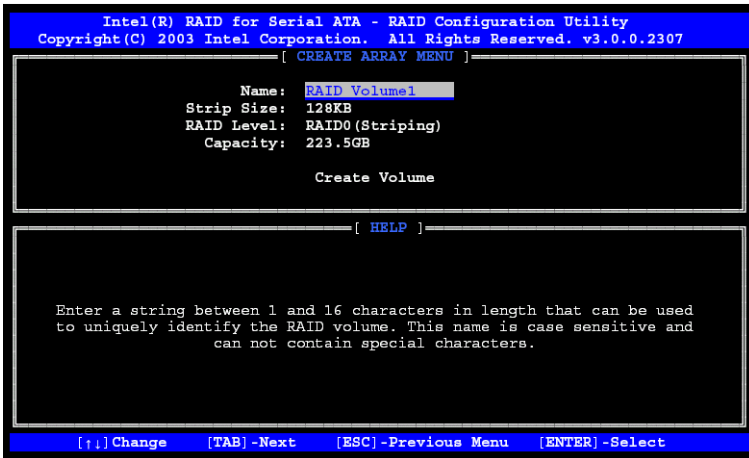 Intel(R) RAID for Serial ATA - RAID Configuration Utility
Copyright(C) 2003 Intel Corporation. All Rights Reserved. v3.0.0.2307
[ CREATE ARRAY MENU ]
Name: RAID Volume1
Strip Size: 128KB
RAID Level: RAID0(Striping)
Capacity: 223.5GB
Create Volume
[ HELP ]
Enter a string between 1 and 16 characters in length that can be used
to uniquely identify the RAID volume. This name is case sensitive and
can not contain special characters.
[↑↓]Change [TAB]-Next [ESC]-Previous Menu [ENTER]-Select